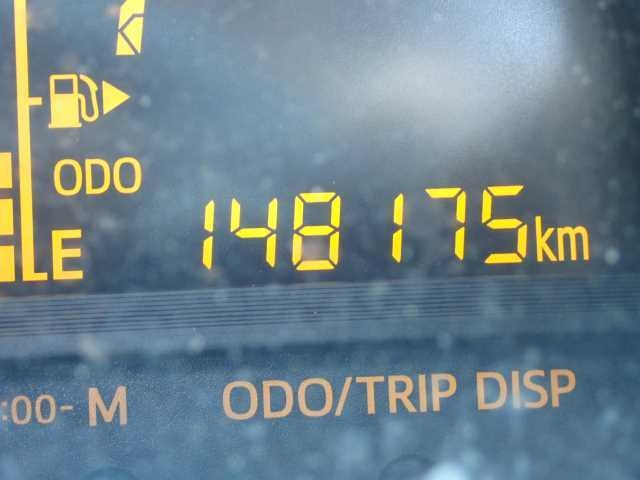 ODO
148175km
E
:00- M
ODO/TRIP DISP